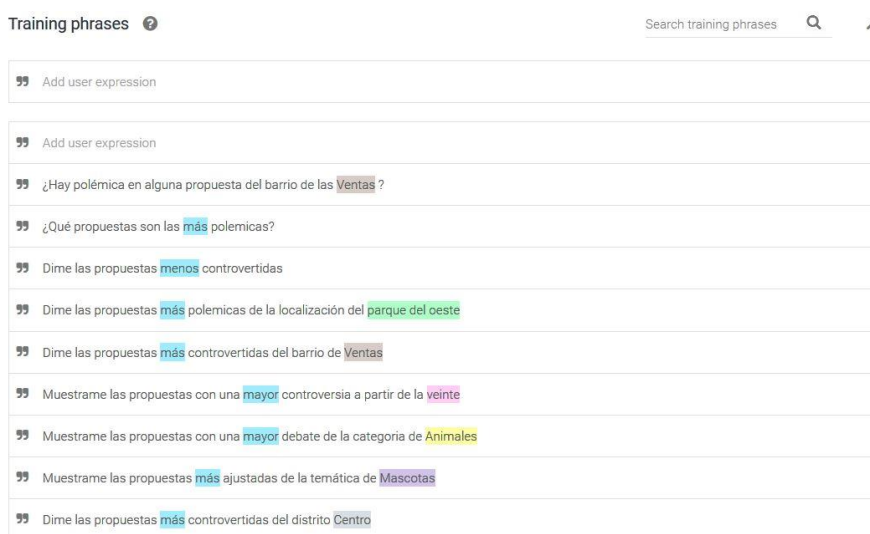 Training phrases ?
Search training phrases
Add user expression
Add user expression
¿Hay polémica en alguna propuesta del barrio de las Ventas ?
¿Qué propuestas son las más polemicas?
Dime las propuestas menos controvertidas
Dime las propuestas más polemicas de la localización del parque del oeste
Dime las propuestas más controvertidas del barrio de Ventas
Muestrame las propuestas con una mayor controversia a partir de la veinte
Muestrame las propuestas con una mayor debate de la categoria de Animales
Muestrame las propuestas más ajustadas de la temática de Mascotas
Dime las propuestas más controvertidas del distrito Centro